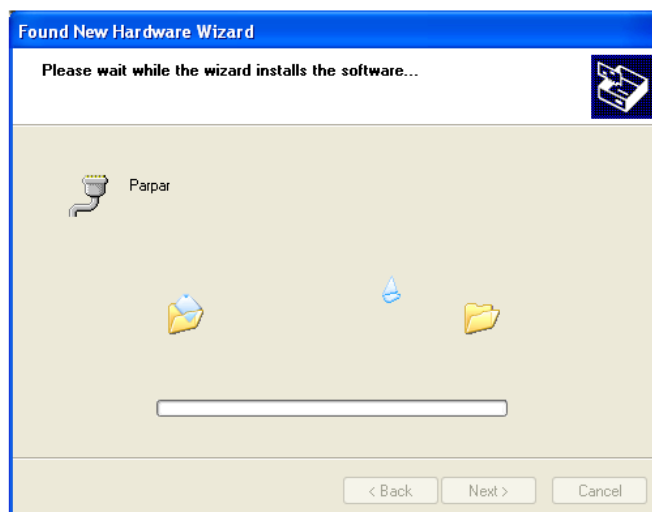 Found New Hardware Wizard
Please wait while the wizard installs the software...
Parpar
< Back
Next >
Cancel